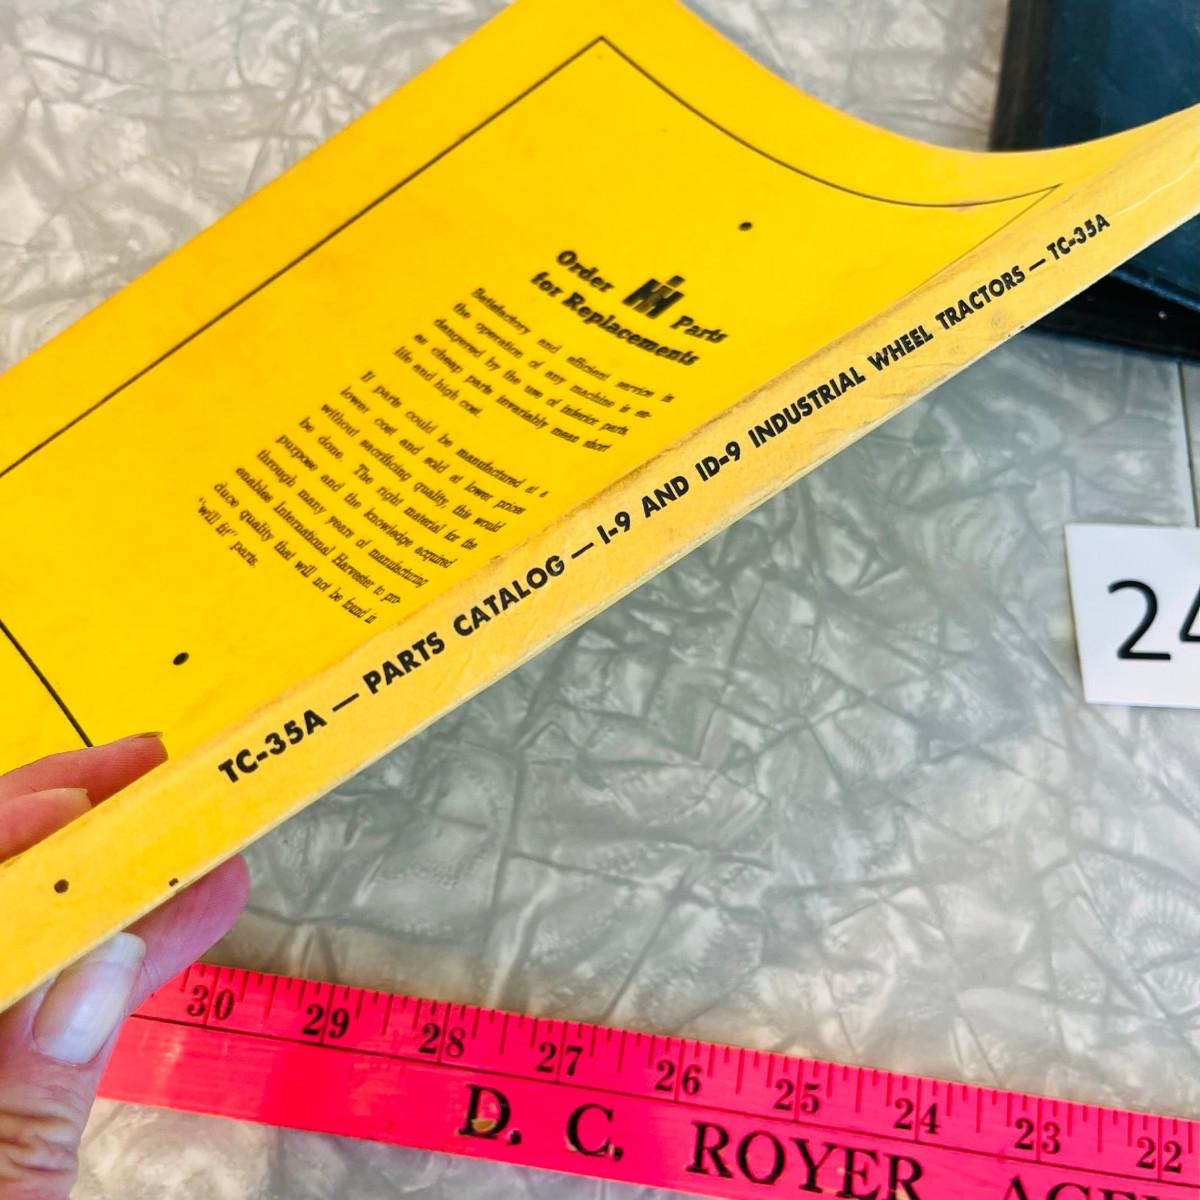 Order IH Parts
for Replacements
Satisfactory and efficient service in
the operation of any machine is en-
dangered by the use of inferior parts
as cheap parts invariably mean short
life and high cost.
If parts could be manufactured at a
lower cost and sold at lower prices
without sacrificing quality, this would
be done. The right material for the
purpose and the knowledge acquired
through many years of manufacturing
enables International Harvester to pro-
duce quality that will not be found in
"will fit" parts.
TC-35A — PARTS CATALOG — I-9 AND ID-9 INDUSTRIAL WHEEL TRACTORS — TC-35A
24
30 29 28 27 26 25 24 23 22
D. C. ROYER